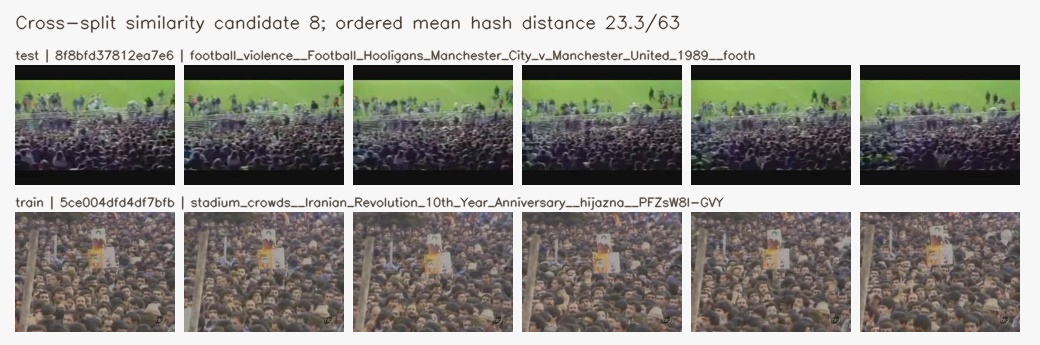 Cross-split similarity candidate 8; ordered mean hash distance 23.3/63
test | 8f8bfd37812ea7e6 | football_violence__Football_Hooligans_Manchester_City_v_Manchester_United_1989__footh
train | 5ce004dfd4df7bfb | stadium_crowds__Iranian_Revolution_10th_Year_Anniversary__hijazna__PFZsW8I-GVY